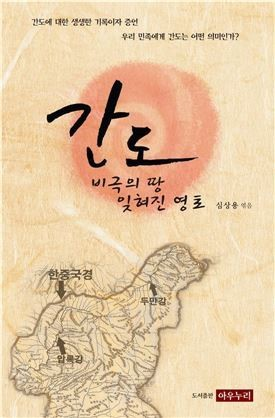 간도에 대한 생생한 기록이자 증언
우리 민족에게 간도는 어떤 의미인가?
간도
비극의 땅
잊혀진 영토
심상용 엮음
한중국경
두만강
압록강
도서출판 아우누리